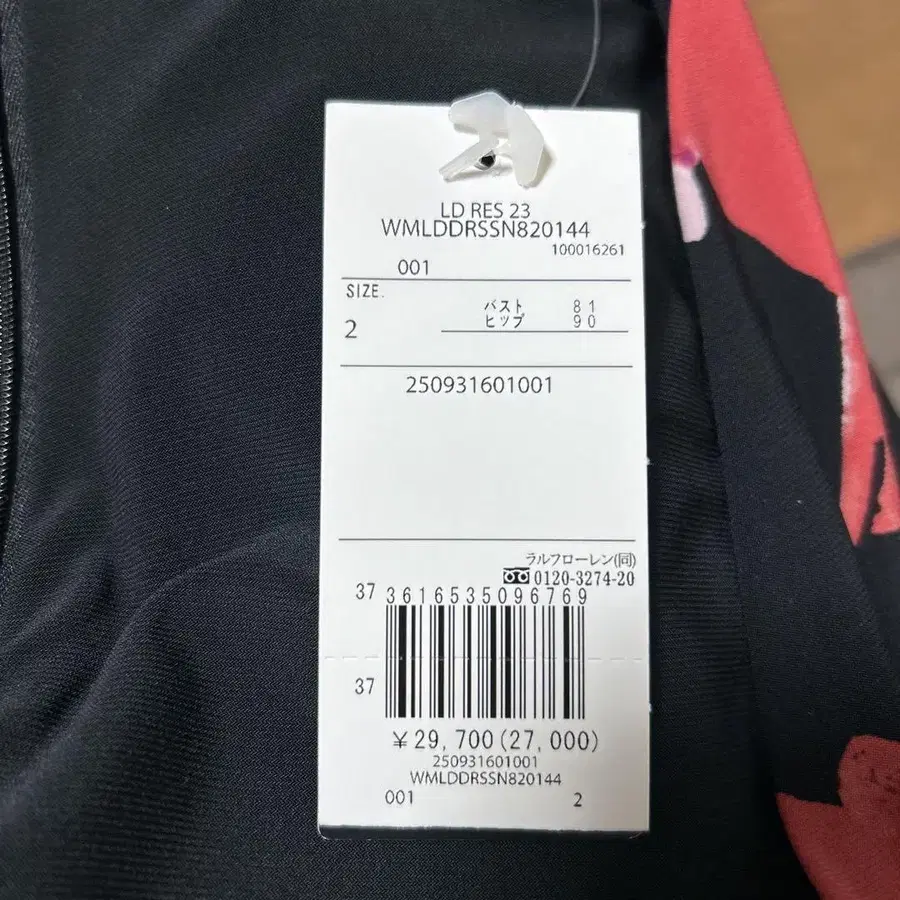 LD RES 23
WMLDDRSSN820144
100016261
001
SIZE.
2
バスト 81
ヒップ 90
250931601001
ラルフローレン(同)
0120-3274-20
37 3616535096769
37
¥29,700(27,000)
250931601001
WMLDDRSSN820144
001 2